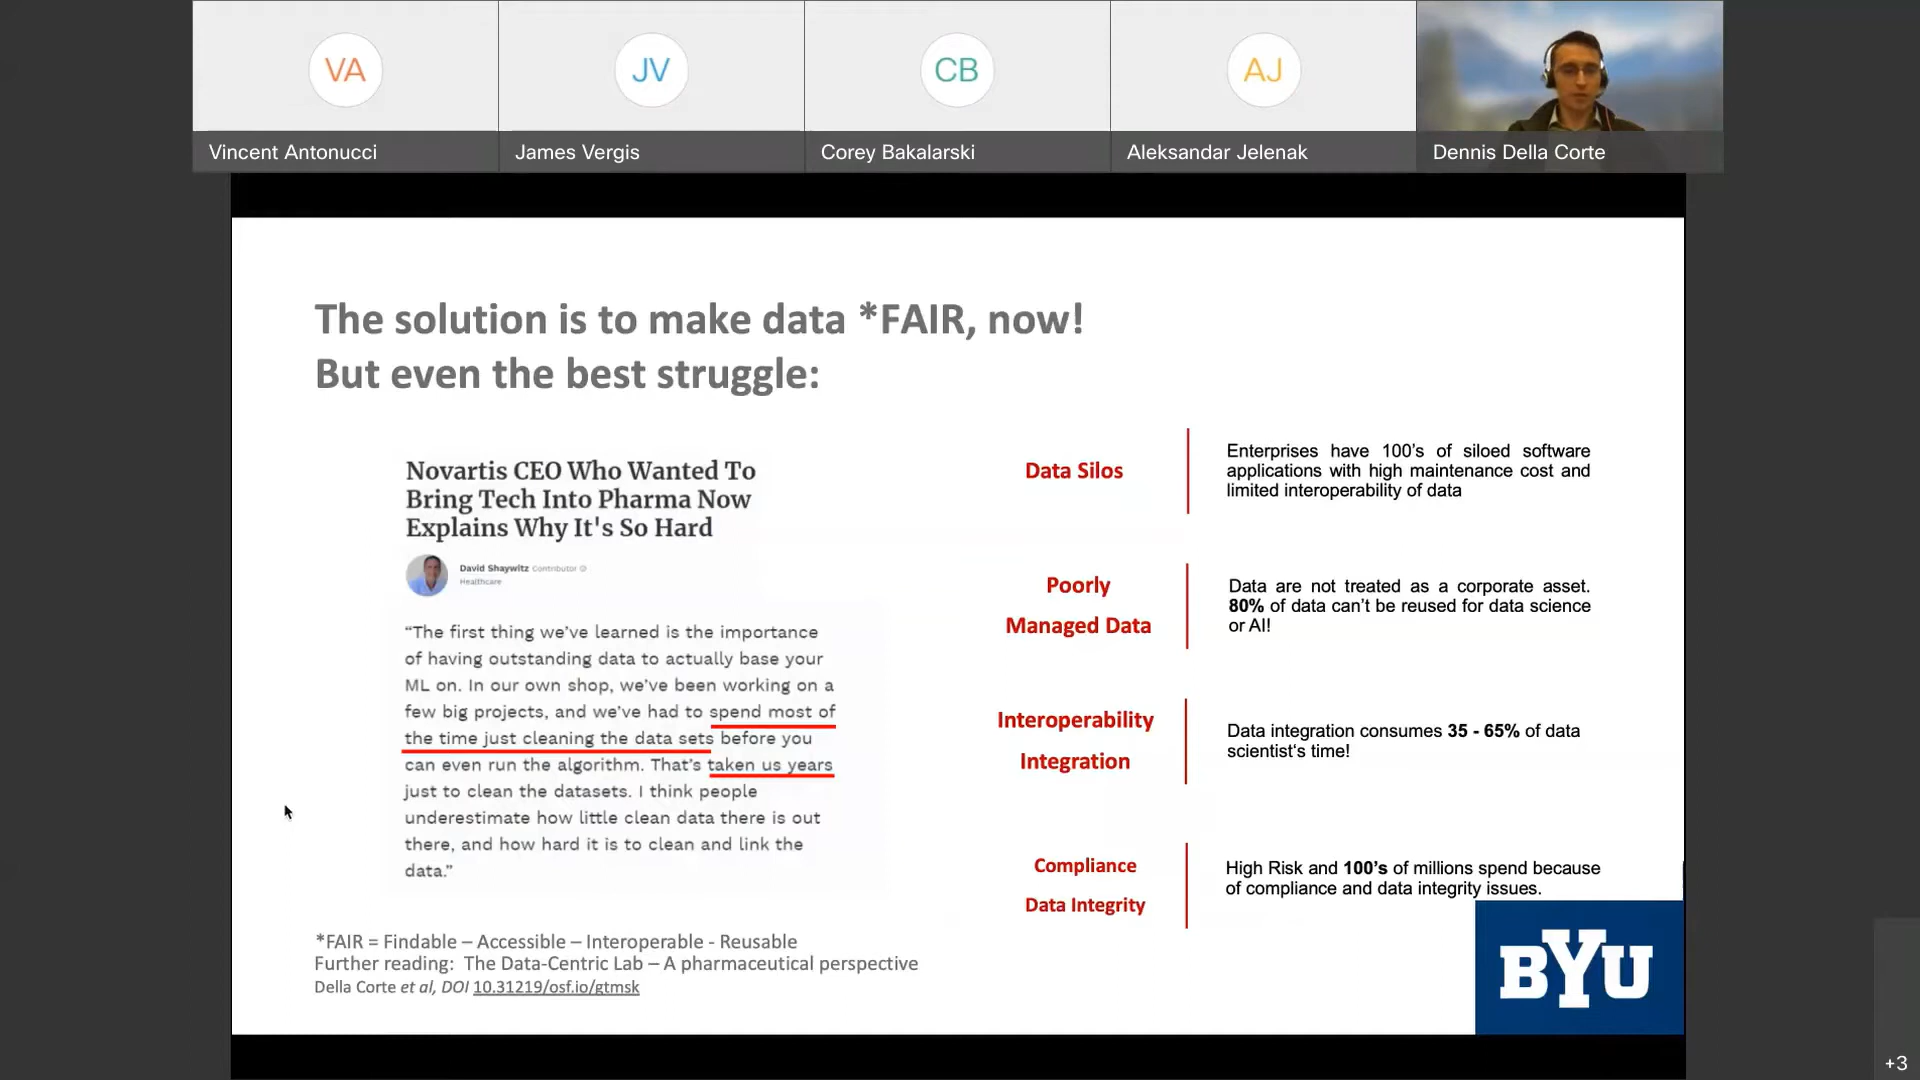 VA
JV
CB
AJ
Vincent Antonucci
James Vergis
Corey Bakalarski
Aleksandar Jelenak
Dennis Della Corte
The solution is to make data *FAIR, now!
But even the best struggle:
Novartis CEO Who Wanted To
Bring Tech Into Pharma Now
Explains Why It's So Hard
David Shaywitz Contributor
Healthcare
“The first thing we’ve learned is the importance
of having outstanding data to actually base your
ML on. In our own shop, we’ve been working on a
few big projects, and we’ve had to spend most of
the time just cleaning the data sets before you
can even run the algorithm. That’s taken us years
just to clean the datasets. I think people
underestimate how little clean data there is out
there, and how hard it is to clean and link the
data.”
Data Silos
Enterprises have 100’s of siloed software
applications with high maintenance cost and
limited interoperability of data
Poorly
Managed Data
Data are not treated as a corporate asset.
80% of data can’t be reused for data science
or AI!
Interoperability
Integration
Data integration consumes 35 - 65% of data
scientist‘s time!
Compliance
Data Integrity
High Risk and 100’s of millions spend because
of compliance and data integrity issues.
*FAIR = Findable – Accessible – Interoperable - Reusable
Further reading: The Data-Centric Lab – A pharmaceutical perspective
Della Corte et al, DOI 10.31219/osf.io/gtmsk
BYU
+3